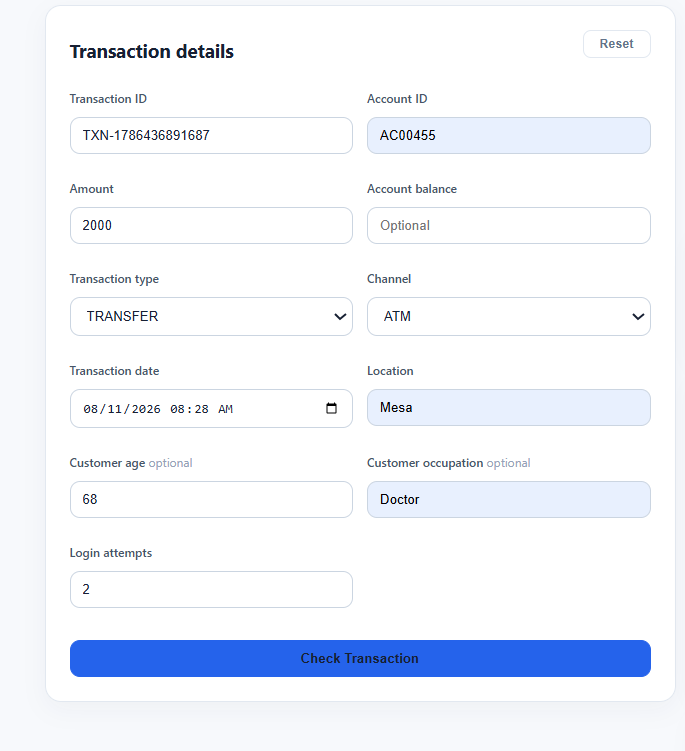 Transaction details
Reset
Transaction ID
Account ID
TXN-1786436891687
AC00455
Amount
Account balance
2000
Optional
Transaction type
Channel
TRANSFER
ATM
Transaction date
Location
08/11/2026 08:28 AM
Mesa
Customer age optional
Customer occupation optional
68
Doctor
Login attempts
2
Check Transaction